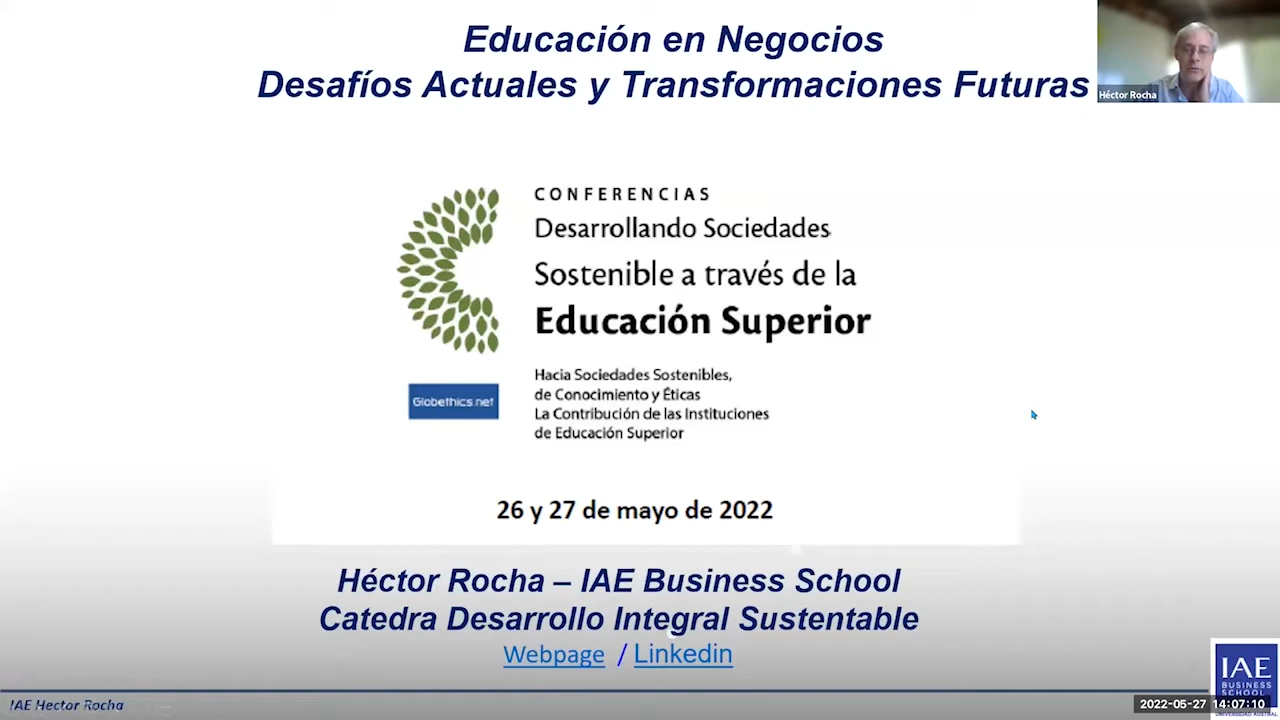 Educación en Negocios
Desafíos Actuales y Transformaciones Futuras
Héctor Rocha
CONFERENCIAS
Desarrollando Sociedades
Sostenible a través de la
Educación Superior
Globethics.net
Hacia Sociedades Sostenibles,
de Conocimiento y Éticas
La Contribución de las Instituciones
de Educación Superior
26 y 27 de mayo de 2022
Héctor Rocha – IAE Business School
Catedra Desarrollo Integral Sustentable
Webpage / Linkedin
IAE
BUSINESS
SCHOOL
UNIVERSIDAD AUSTRAL
IAE Hector Rocha
2022-05-27 14:07:10